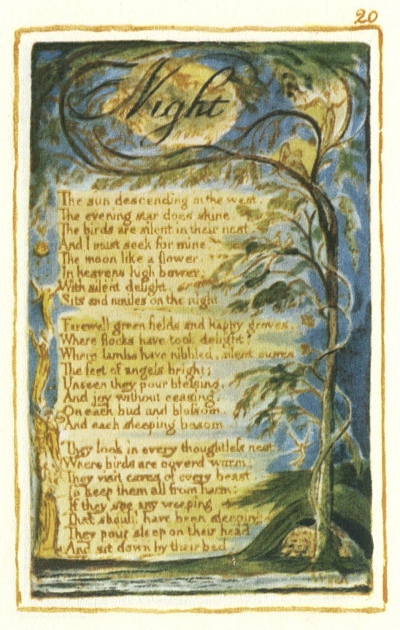 20
Night
The sun descending in the west.
The evening star does shine.
The birds are silent in their nest
And I must seek for mine.
The moon like a flower
In heavens high bower
With silent delight,
Sits and smiles on the night
Farewell green fields and happy groves,
Where flocks have took delight;
Where lambs have nibbled, silent moves
The feet of angels bright;
Unseen they pour blessing,
And joy without ceasing,
On each bud and blossom,
And each sleeping bosom
They look in every thoughtless nest
Where birds are coverd warm;
They visit caves of every beast
To keep them all from harm:
If they see any weeping
That should have been sleeping
They pour sleep on their head
And sit down by their bed